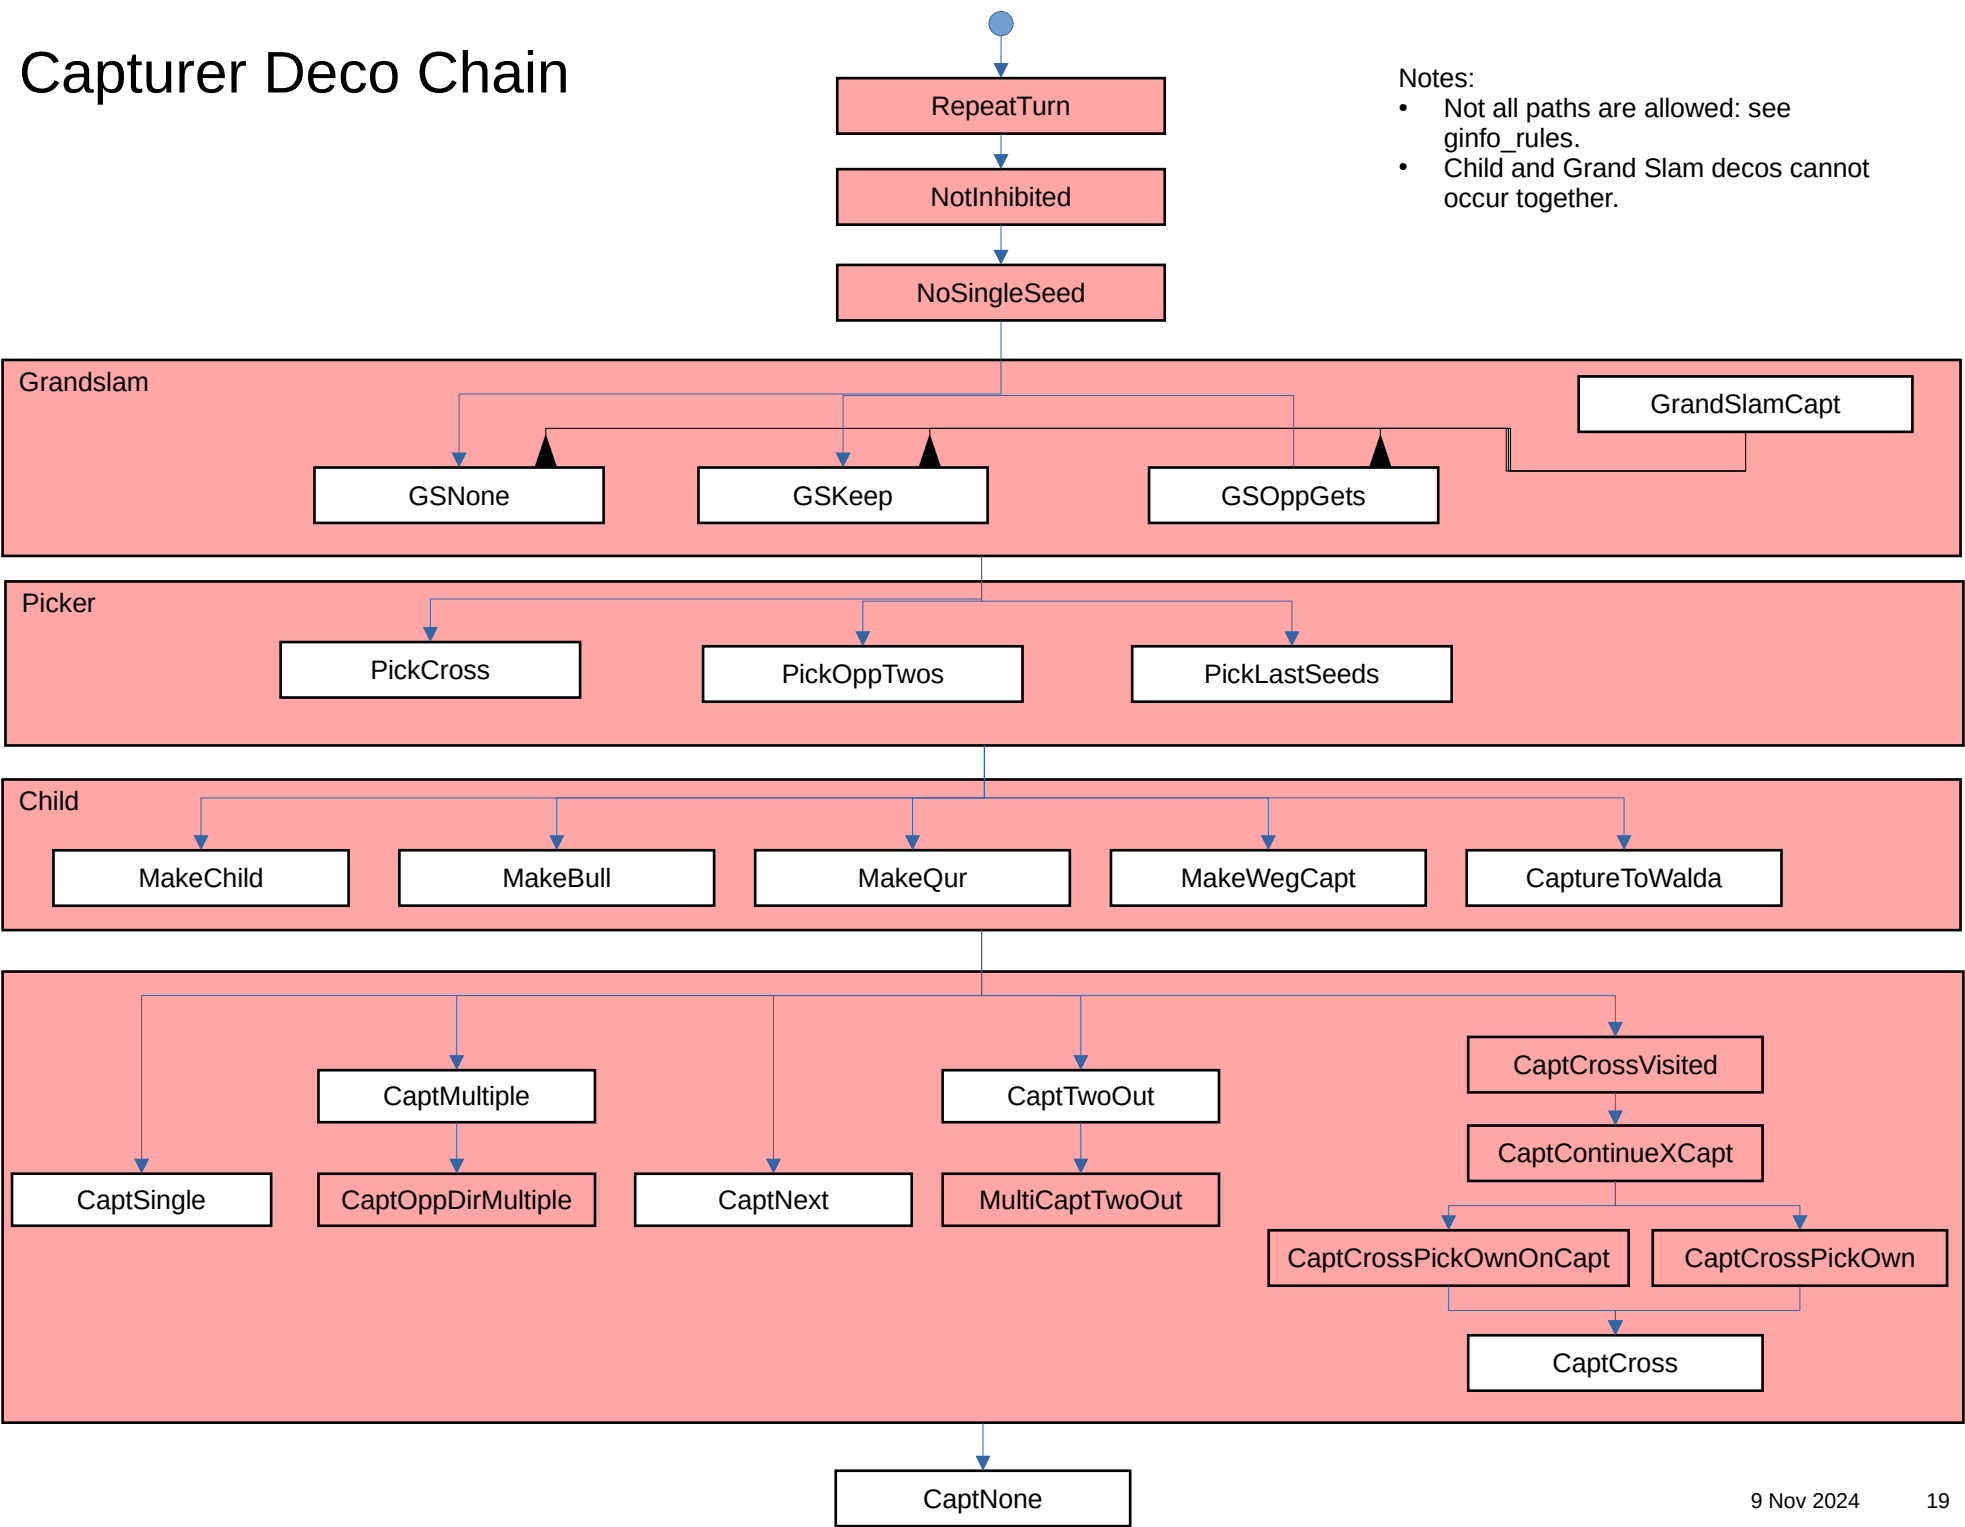 Capturer Deco Chain
Notes:
• Not all paths are allowed: see
ginfo_rules.
• Child and Grand Slam decos cannot
occur together.
RepeatTurn
NotInhibited
NoSingleSeed
Grandslam
GrandSlamCapt
GSNone
GSKeep
GSOppGets
Picker
PickCross
PickOppTwos
PickLastSeeds
Child
MakeChild
MakeBull
MakeQur
MakeWegCapt
CaptureToWalda
CaptMultiple
CaptTwoOut
CaptCrossVisited
CaptContinueXCapt
CaptSingle
CaptOppDirMultiple
CaptNext
MultiCaptTwoOut
CaptCrossPickOwnOnCapt
CaptCrossPickOwn
CaptCross
CaptNone
9 Nov 2024
19